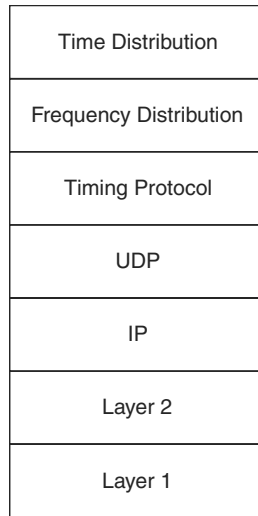 Time Distribution
Frequency Distribution
Timing Protocol
UDP
IP
Layer 2
Layer 1